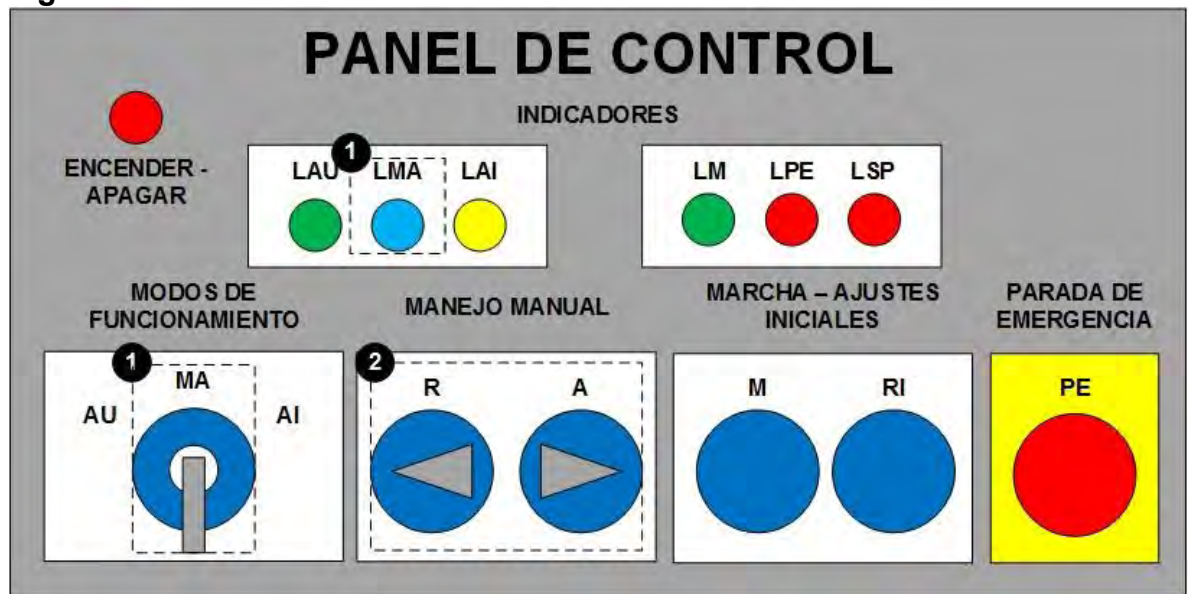 PANEL DE CONTROL
INDICADORES
ENCENDER -
APAGAR
1
LAU LMA LAI
LM LPE LSP
MODOS DE
FUNCIONAMIENTO
MANEJO MANUAL
MARCHA – AJUSTES
INICIALES
PARADA DE
EMERGENCIA
1
MA
AU AI
2
R A
M RI
PE